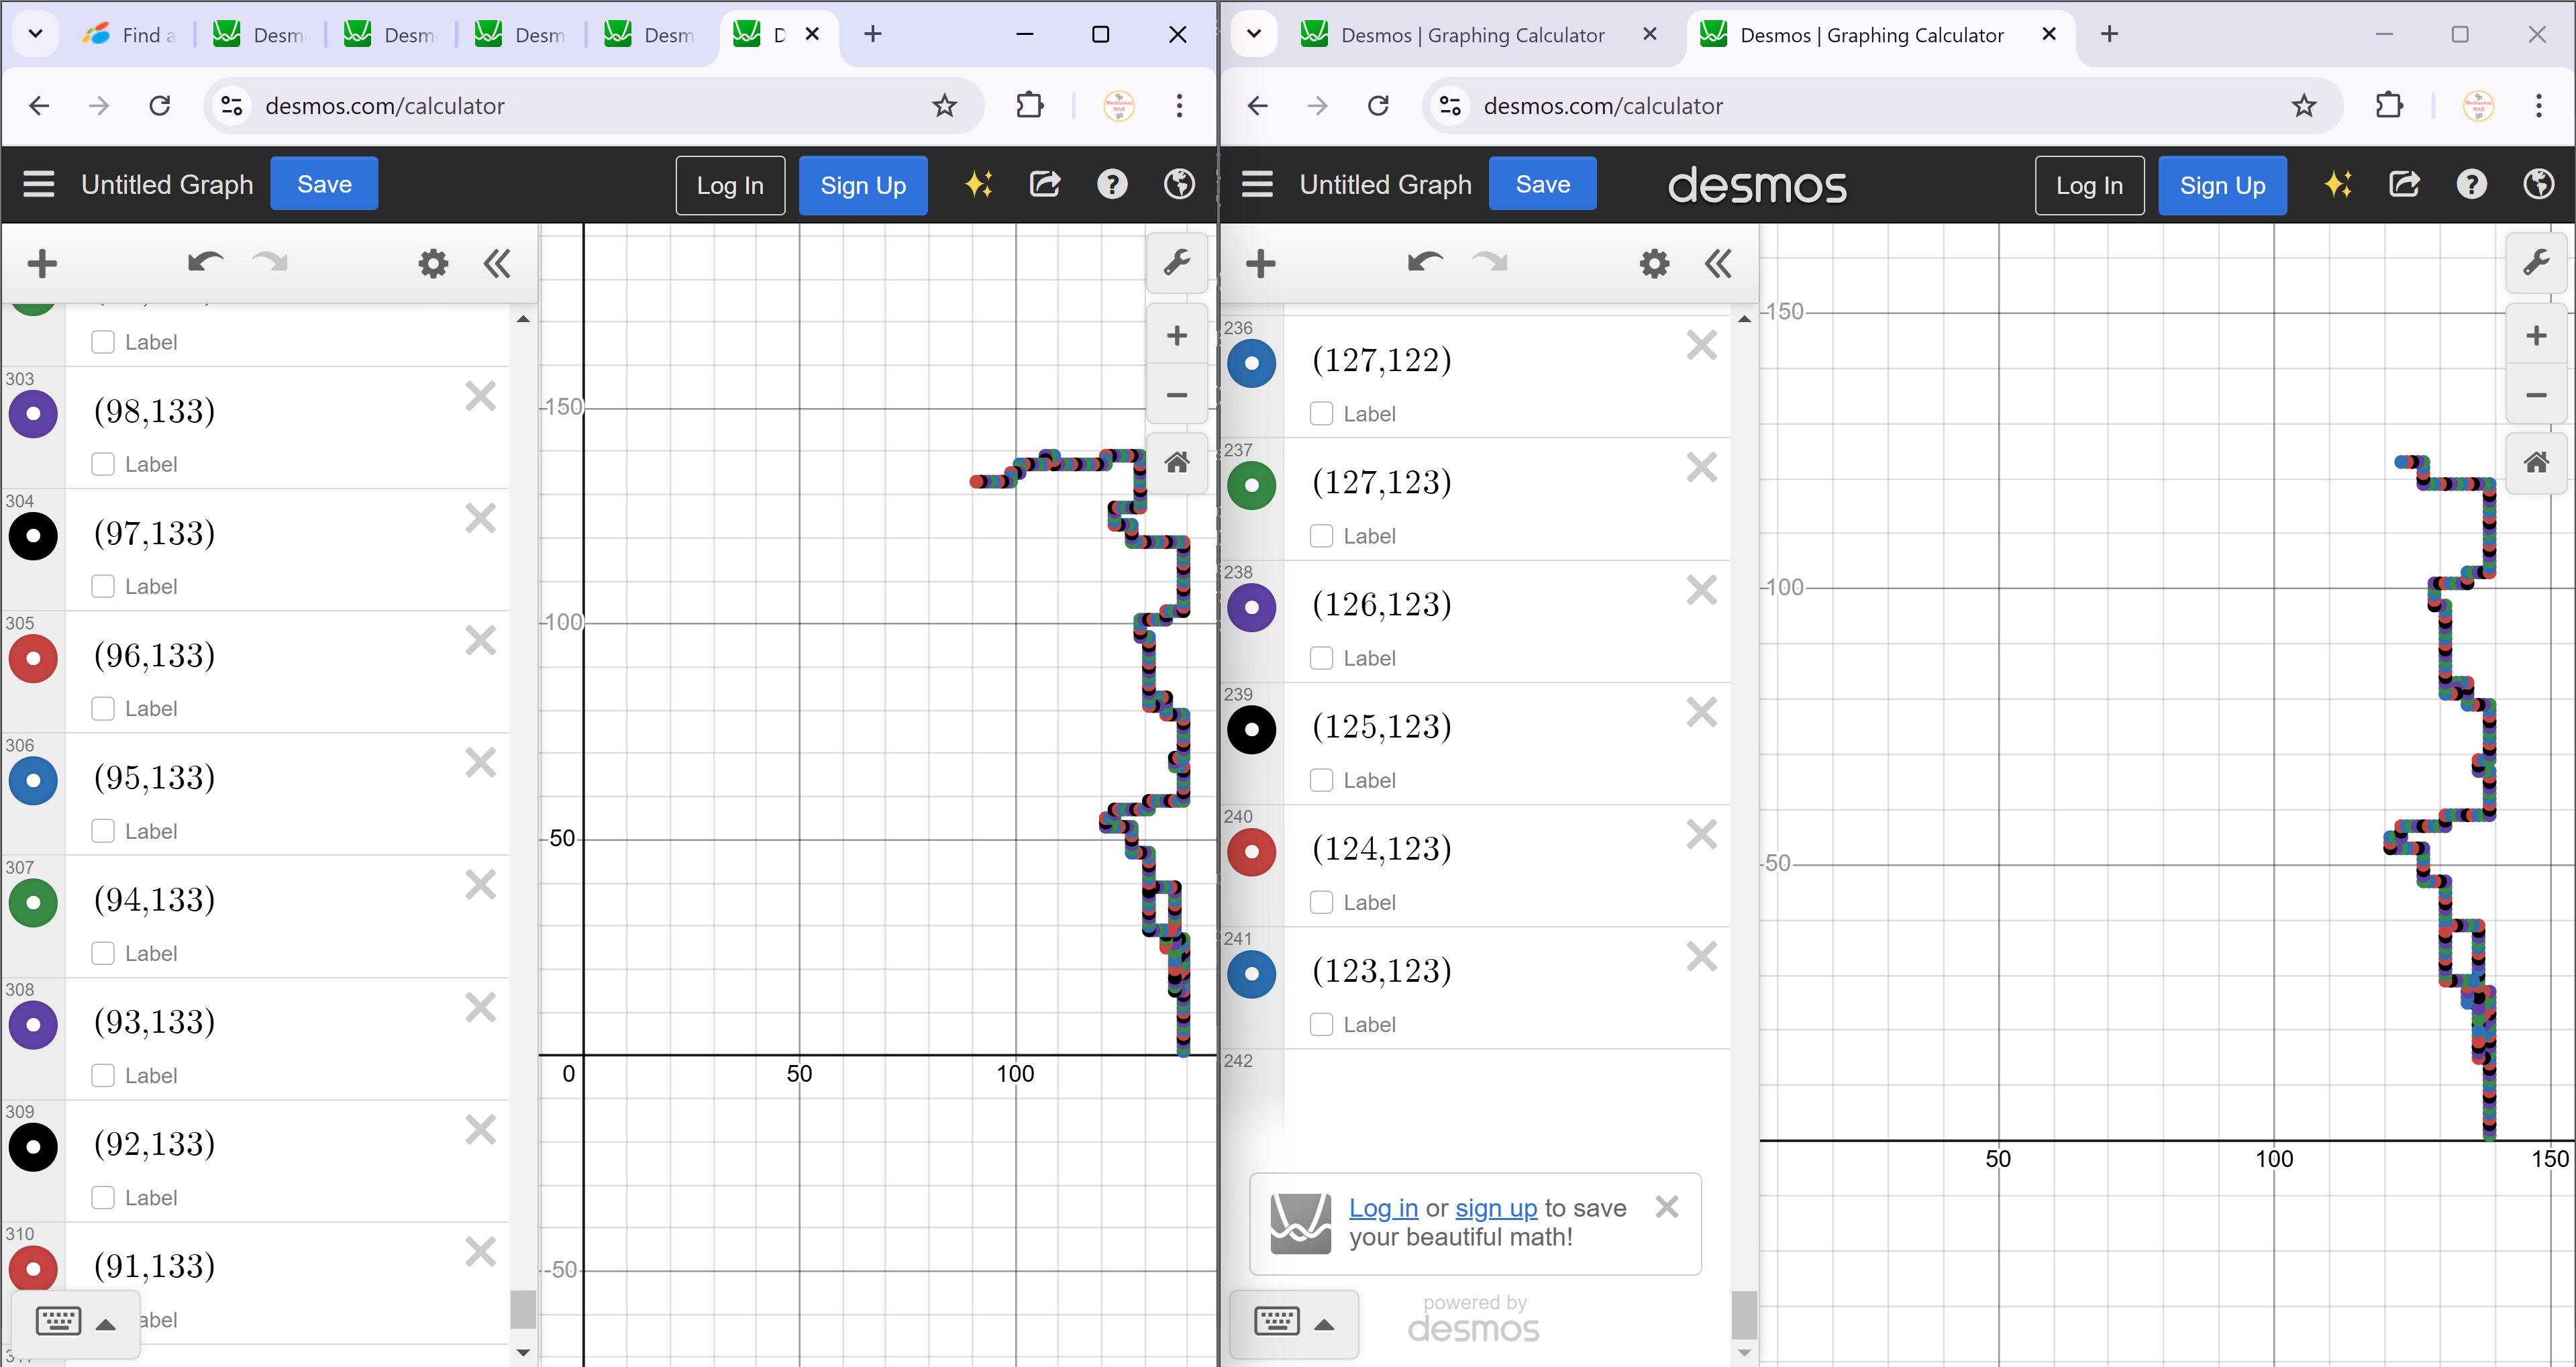 Find a
Desm
Desm
Desm
Desm
D
desmos.com/calculator
Untitled Graph
Save
Log In
Sign Up
Label
303
(98,133)
Label
304
(97,133)
Label
305
(96,133)
Label
306
(95,133)
Label
307
(94,133)
Label
308
(93,133)
Label
309
(92,133)
Label
310
(91,133)
abel
150
100
50
0
50
100
-50
Desmos | Graphing Calculator
Desmos | Graphing Calculator
desmos.com/calculator
Untitled Graph
Save
desmos
Log In
Sign Up
236
(127,122)
Label
237
(127,123)
Label
238
(126,123)
Label
239
(125,123)
Label
240
(124,123)
Label
241
(123,123)
Label
242
Log in or sign up to save
your beautiful math!
powered by
desmos
150
100
50
50
100
150